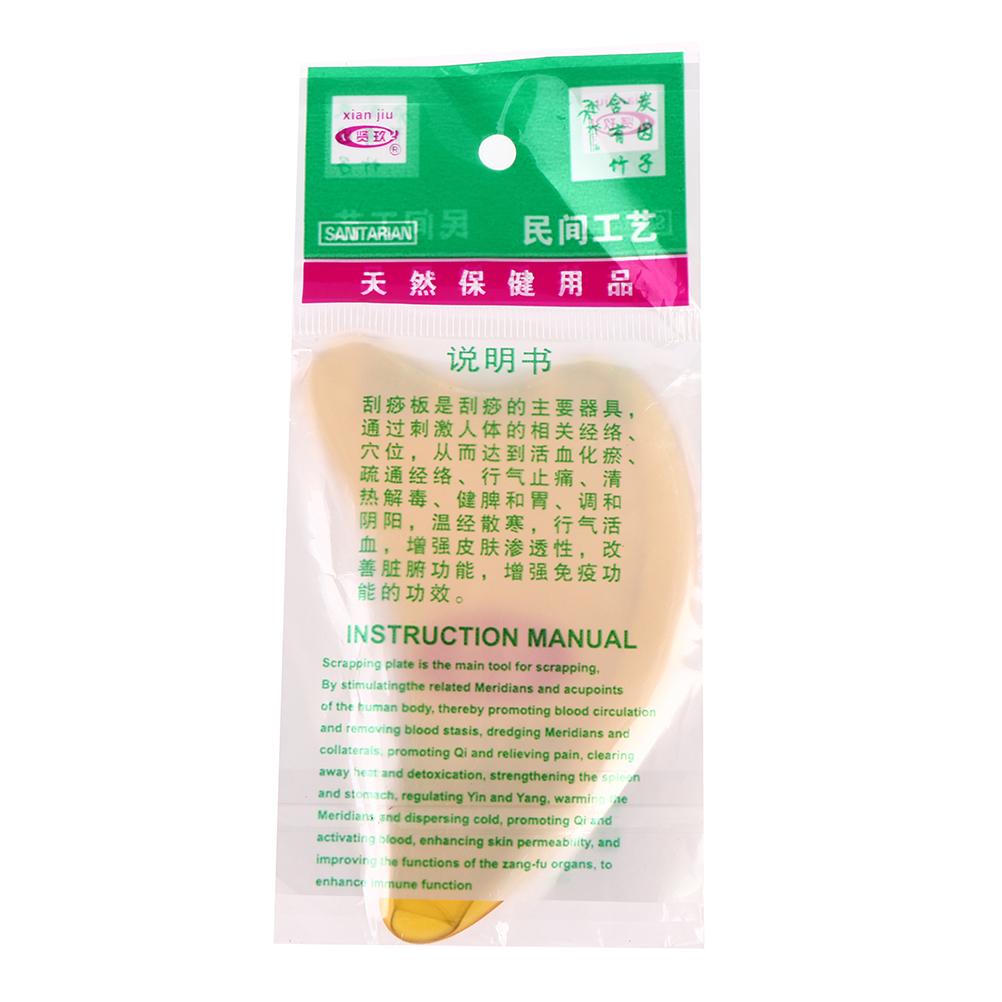 xian jiu
贤玖
®
含 炭
有 因
竹 子
SANITARIAN
民间工艺
天然保健用品
说明书
刮痧板是刮痧的主要器具，
通过刺激人体的相关经络、
穴位，从而达到活血化瘀、
疏通经络、行气止痛、清
热解毒、健脾和胃、调和
阴阳，温经散寒，行气活
血，增强皮肤渗透性，改
善脏腑功能，增强免疫功
能的功效。
INSTRUCTION MANUAL
Scrapping plate is the main tool for scrapping,
By stimulatingthe related Meridians and acupoints
of the human body, thereby promoting blood circulation
and removing blood stasis, dredging Meridians and
collaterals, promoting Qi and relieving pain, clearing
away heat and detoxication, strengthening the spleen
and stomach, regulating Yin and Yang, warming the
Meridians and dispersing cold, promoting Qi and
activating blood, enhancing skin permeability, and
improving the functions of the zang-fu organs, to
enhance immune function